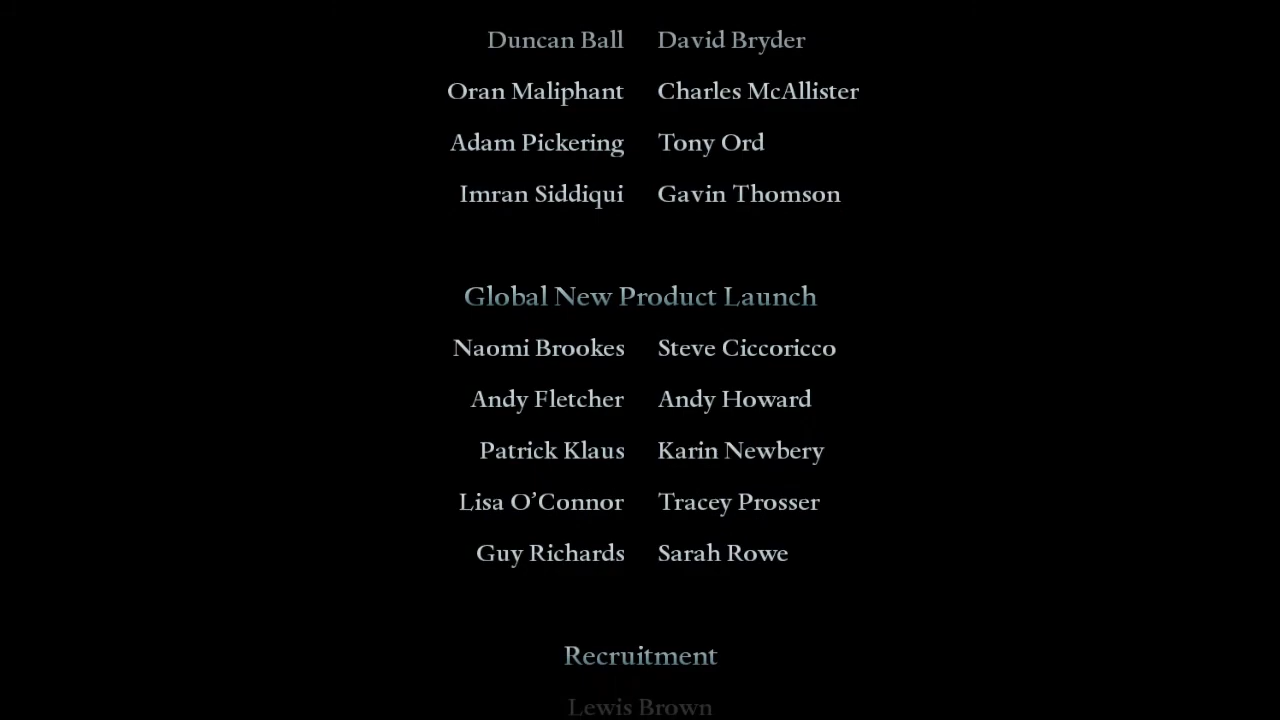 Duncan Ball David Bryder
Oran Maliphant Charles McAllister
Adam Pickering Tony Ord
Imran Siddiqui Gavin Thomson
Global New Product Launch
Naomi Brookes Steve Ciccoricco
Andy Fletcher Andy Howard
Patrick Klaus Karin Newbery
Lisa O’Connor Tracey Prosser
Guy Richards Sarah Rowe
Recruitment
Lewis Brown